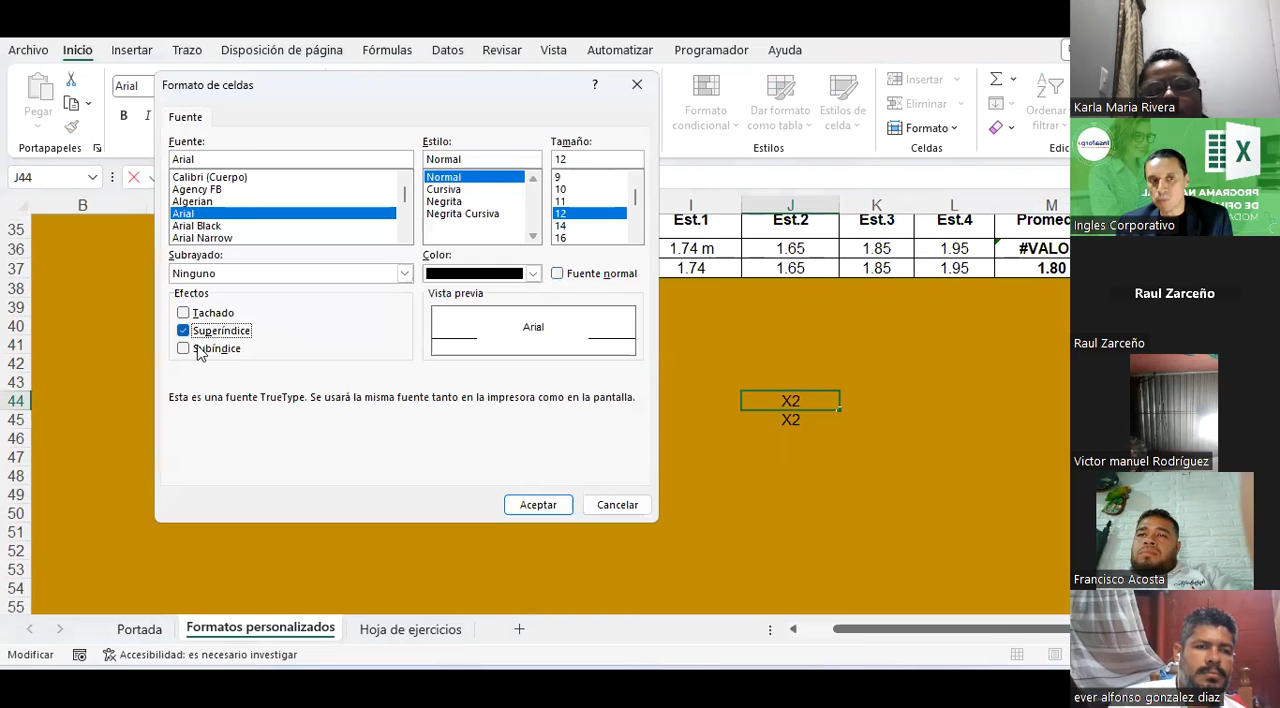 Archivo Inicio Insertar Trazo Disposición de página Fórmulas Datos Revisar Vista Automatizar Programador Ayuda
Pegar
Portapapeles
Arial
B I
Formato de celdas
?
Fuente
Fuente:
Arial
Calibri (Cuerpo)
Agency FB
Algerian
Arial
Arial Black
Arial Narrow
Estilo:
Normal
Normal
Cursiva
Negrita
Negrita Cursiva
Tamaño:
12
9
10
11
12
14
16
Subrayado:
Ninguno
Color:
Fuente normal
Efectos
Tachado
Superíndice
Subíndice
Vista previa
Arial
Esta es una fuente TrueType. Se usará la misma fuente tanto en la impresora como en la pantalla.
Aceptar Cancelar
Formato
condicional
Dar formato
como tabla
Estilos de
celda
Estilos
Insertar
Eliminar
Formato
Celdas
Ordenar
filtrar
Edic
J44
B I J K L M
35 Est.1 Est.2 Est.3 Est.4 Promed
36 1.74 m 1.65 1.85 1.95 #VALO
37 1.74 1.65 1.85 1.95 1.80
38
39
40
41
42
43
44 X2
45 X2
46
47
48
49
50
51
52
53
54
55
Portada Formatos personalizados Hoja de ejercicios
Modificar Accesibilidad: es necesario investigar
Karla Maria Rivera
PROGRAMA NA
DE OFI
MODA
Ingles Corporativo
Raul Zarceño
Raul Zarceño
Victor manuel Rodríguez
Francisco Acosta
ever alfonso gonzalez diaz